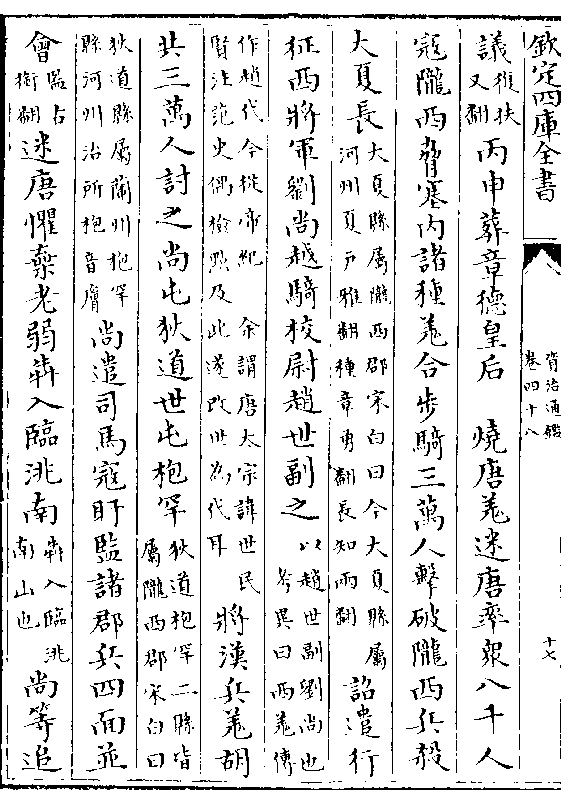 欽定四庫全書
資治通鑑
卷四十八
十七
議復扶又翻丙申葬章德皇后　燒唐羌迷唐率衆八千人
寇隴西脅塞内諸種羌合步騎三萬人擊破隴西兵殺
大夏長大夏縣屬隴西郡宋白曰今大夏縣屬河州夏戶雅翻種章勇翻長知兩翻詔遣行
征西將軍劉尚越騎校尉趙世副之以趙世副劉尚也考異曰西羌傳
作趙代今從帝紀　余謂唐太宗諱世民賢注范史偶檢點及此遂改世為代耳將漢兵羌胡
共三萬人討之尚屯狄道世屯枹罕狄道枹罕二縣皆屬隴西郡宋白曰
狄道縣屬蘭州枹罕縣河州治所枹音膚尚遣司馬寇盱監諸郡兵四面並
會監古銜翻迷唐懼棄老弱犇入臨洮南犇入臨洮南山也尚等追